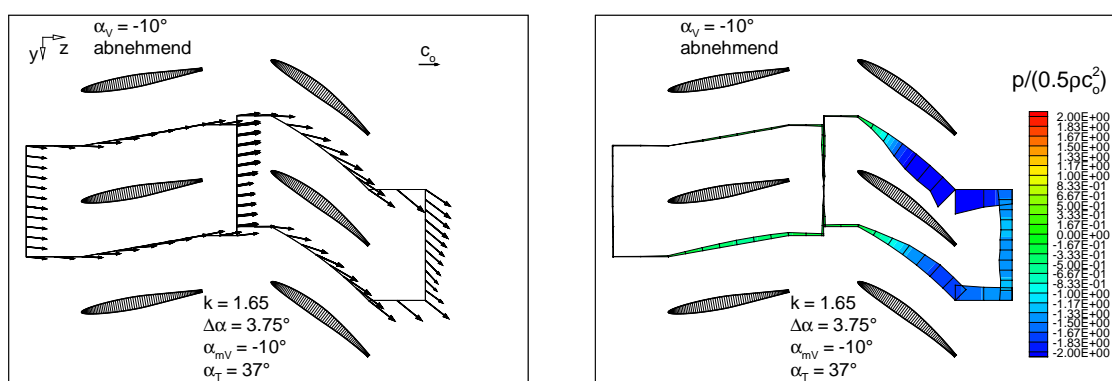 α_V = -10°
abnehmend
y z
c_o
k = 1.65
Δα = 3.75°
α_mV = -10°
α_T = 37°
α_V = -10°
abnehmend
p/(0.5ρc_o²)
2.00E+00
1.83E+00
1.67E+00
1.50E+00
1.33E+00
1.17E+00
1.00E+00
8.33E-01
6.67E-01
5.00E-01
3.33E-01
1.67E-01
0.00E+00
-1.67E-01
-3.33E-01
-5.00E-01
-6.67E-01
-8.33E-01
-1.00E+00
-1.17E+00
-1.33E+00
-1.50E+00
-1.67E+00
-1.83E+00
-2.00E+00
k = 1.65
Δα = 3.75°
α_mV = -10°
α_T = 37°